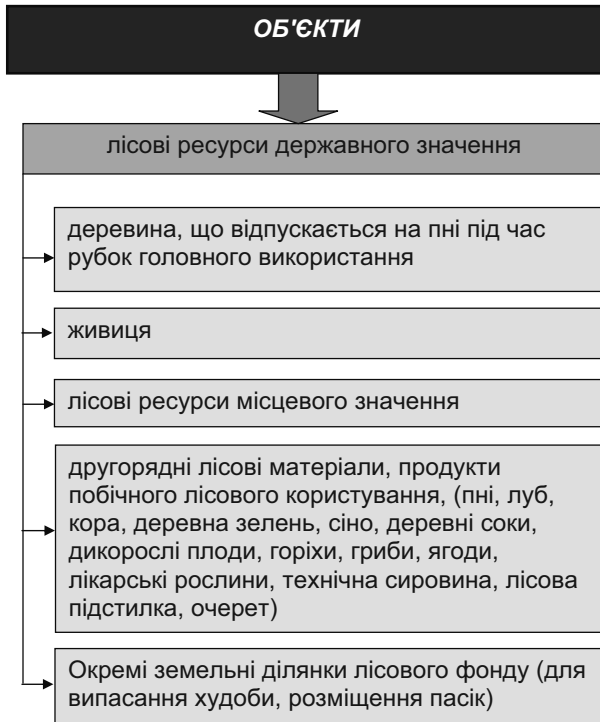 ОБ'ЄКТИ
лісові ресурси державного значення
деревина, що відпускається на пні під час
рубок головного використання
живиця
лісові ресурси місцевого значення
другорядні лісові матеріали, продукти
побічного лісового користування, (пні, луб,
кора, деревна зелень, сіно, деревні соки,
дикорослі плоди, горіхи, гриби, ягоди,
лікарські рослини, технічна сировина, лісова
підстилка, очерет)
Окремі земельні ділянки лісового фонду (для
випасання худоби, розміщення пасік)